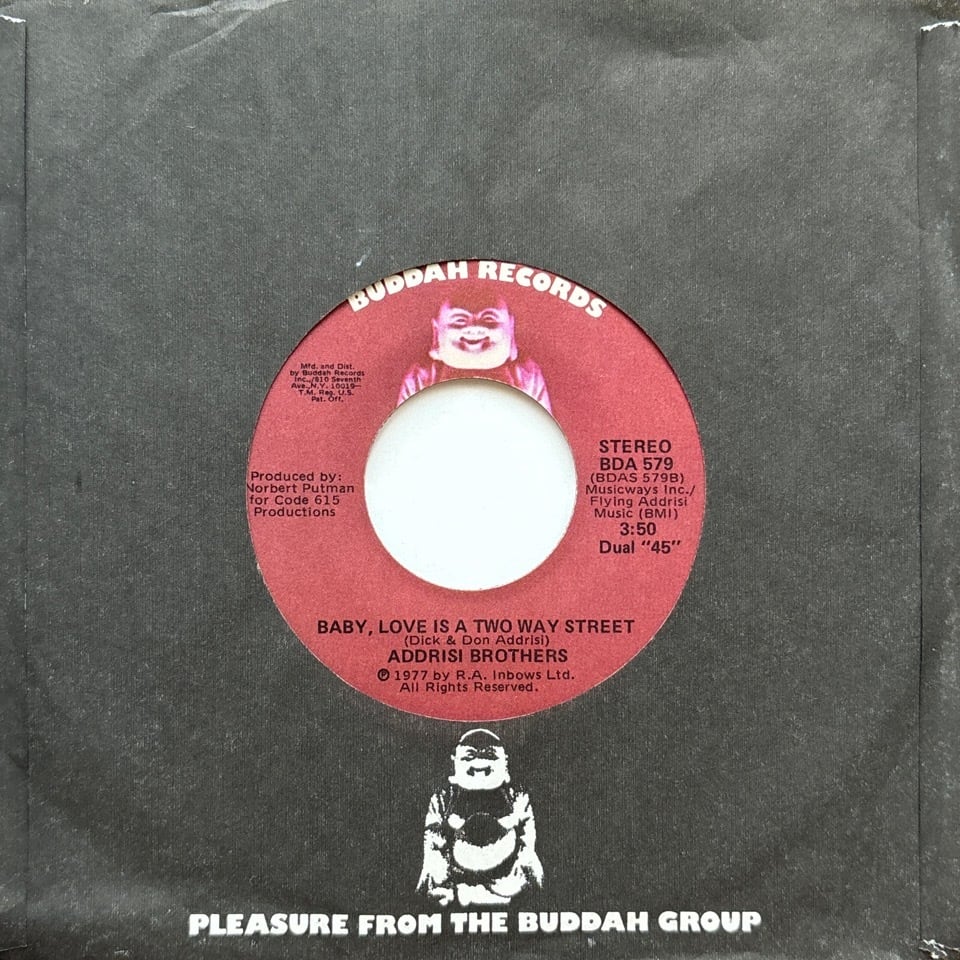 BUDDAH RECORDS
Mfd. and Dist.
by Buddah Records
Inc.,/810 Seventh
Ave.,N.Y. 10019—
T.M. Reg. U.S.
Pat. Off.
Produced by:
Norbert Putman
for Code 615
Productions
STEREO
BDA 579
(BDAS 579B)
Musicways Inc./
Flying Addrisi
Music (BMI)
3:50
Dual "45"
BABY, LOVE IS A TWO WAY STREET
(Dick & Don Addrisi)
ADDRISI BROTHERS
℗ 1977 by R.A. Inbows Ltd.
All Rights Reserved.
PLEASURE FROM THE BUDDAH GROUP